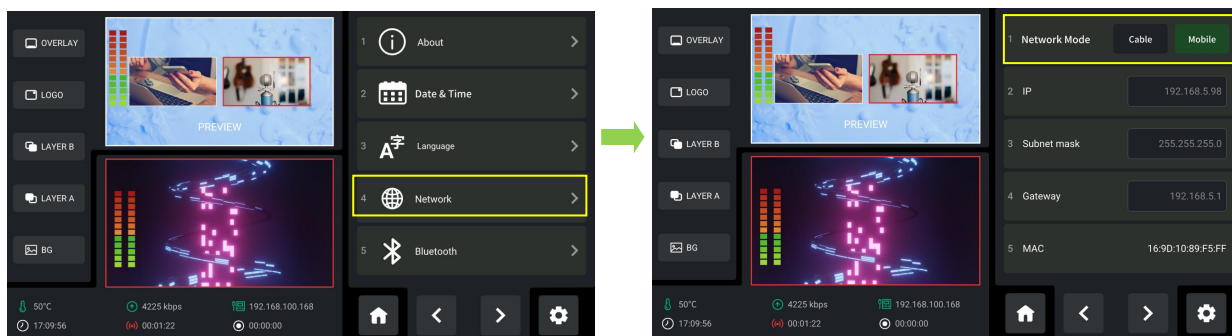 OVERLAY
LOGO
LAYER B
LAYER A
BG
PREVIEW
50°C
4225 kbps
192.168.100.168
17:09:56
00:01:22
00:00:00
1 About
2 Date & Time
3 A字 Language
4 Network
5 Bluetooth
OVERLAY
LOGO
LAYER B
LAYER A
BG
PREVIEW
50°C
4225 kbps
192.168.100.168
17:09:56
00:01:22
00:00:00
1 Network Mode Cable Mobile
2 IP 192.168.5.98
3 Subnet mask 255.255.255.0
4 Gateway 192.168.5.1
5 MAC 16:9D:10:89:F5:FF